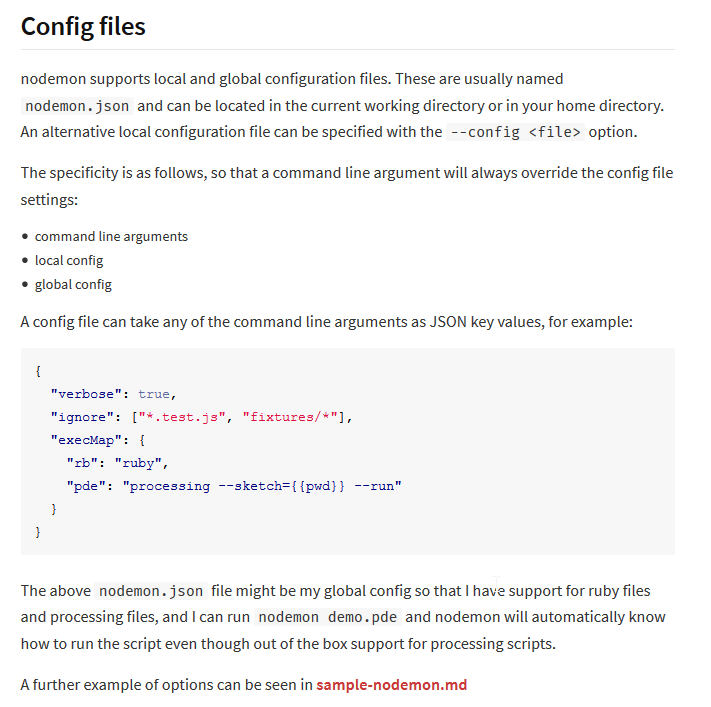 Config files
nodemon supports local and global configuration files. These are usually named
nodemon.json and can be located in the current working directory or in your home directory.
An alternative local configuration file can be specified with the --config <file> option.
The specificity is as follows, so that a command line argument will always override the config file
settings:
• command line arguments
• local config
• global config
A config file can take any of the command line arguments as JSON key values, for example:
{
  "verbose": true,
  "ignore": ["*.test.js", "fixtures/*"],
  "execMap": {
    "rb": "ruby",
    "pde": "processing --sketch={{pwd}} --run"
  }
}
The above nodemon.json file might be my global config so that I have support for ruby files
and processing files, and I can run nodemon demo.pde and nodemon will automatically know
how to run the script even though out of the box support for processing scripts.
A further example of options can be seen in sample-nodemon.md